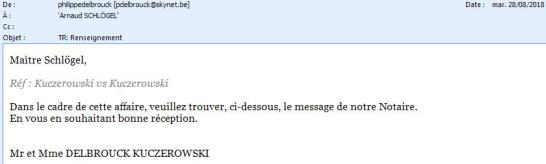 De : philippedelbrouck [pdelbrouck@skynet.be] Date : mar. 28/08/2018
À : 'Arnaud SCHLÖGEL'
Cc :
Objet : TR: Renseignement
Maître Schlögel,
Réf : Kuczerowski vs Kuczerowski
Dans le cadre de cette affaire, veuillez trouver, ci-dessous, le message de notre Notaire.
En vous en souhaitant bonne réception.
Mr et Mme DELBROUCK KUCZEROWSKI